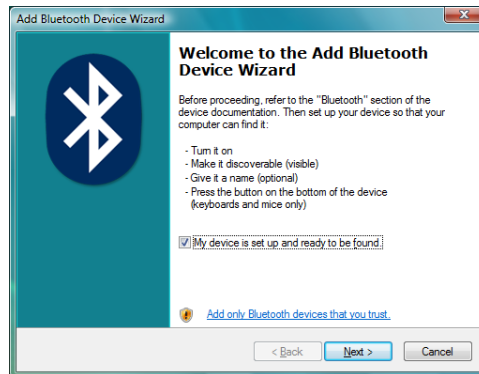 Add Bluetooth Device Wizard
Welcome to the Add Bluetooth
Device Wizard
Before proceeding, refer to the "Bluetooth" section of the
device documentation. Then set up your device so that your
computer can find it:
- Turn it on
- Make it discoverable (visible)
- Give it a name (optional)
- Press the button on the bottom of the device
(keyboards and mice only)
My device is set up and ready to be found.
Add only Bluetooth devices that you trust.
< Back
Next >
Cancel